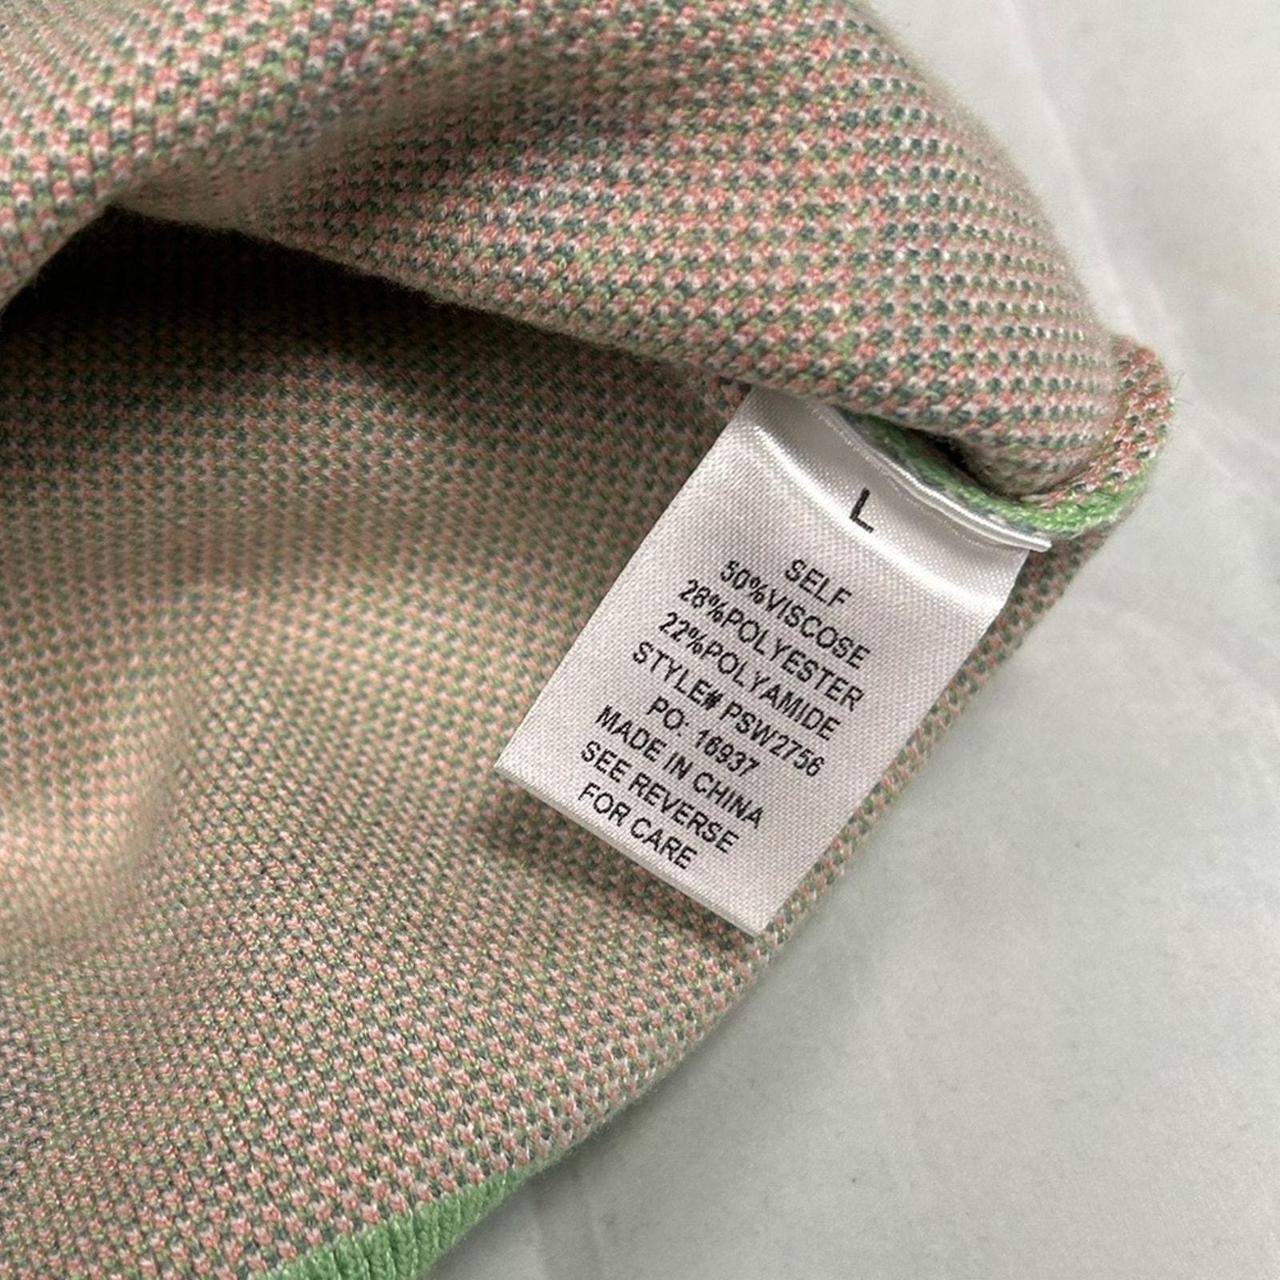 L
SELF
50%VISCOSE
28%POLYESTER
22%POLYAMIDE
STYLE# PSW2756
PO: 16937
MADE IN CHINA
SEE REVERSE
FOR CARE